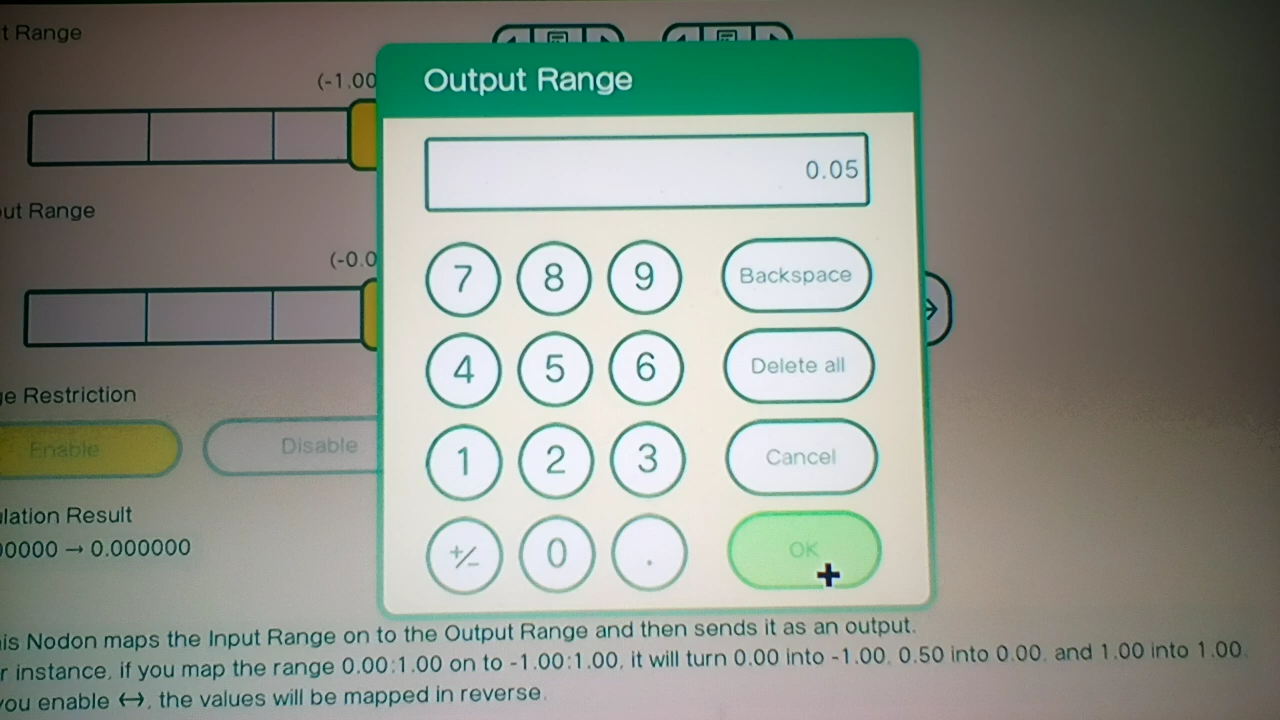 t Range
Output Range
(-1.00
0.05
ut Range
(-0.0
7 8 9 Backspace
4 5 6 Delete all
ge Restriction
Enable Disable
1 2 3 Cancel
lation Result
00000 → 0.000000
+/- 0 . OK
is Nodon maps the Input Range on to the Output Range and then sends it as an output.
r instance, if you map the range 0.00:1.00 on to -1.00:1.00, it will turn 0.00 into -1.00, 0.50 into 0.00, and 1.00 into 1.00.
you enable ↔, the values will be mapped in reverse.